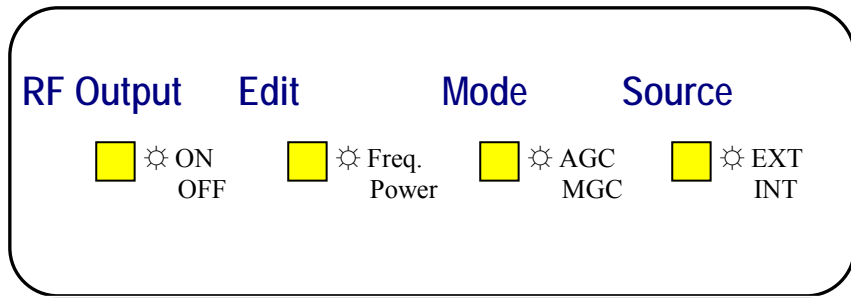 RF Output Edit Mode Source
☼ ON ☼ Freq. ☼ AGC ☼ EXT
OFF Power MGC INT